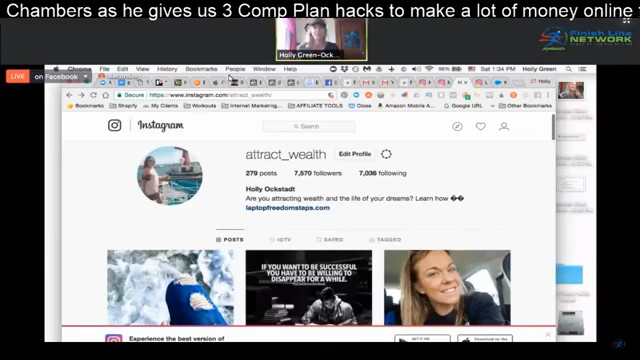 Chambers as he gives us 3 Comp Plan hacks to make a lot of money online
Holly Green-Ock...
Finish Line
NETWORK
LIVE on Facebook
Chrome File Edit View History Bookmarks People Window Help
Sat 1:34 PM Holly Green
Secure https://www.instagram.com/attract_wealth/
Bookmarks Shopify My Clients Workouts Internet Marketing... AFFILIATE TOOLS Close Amazon Mobile A... Google URL Other Bookmarks
Instagram
Search
attract_wealth Edit Profile
279 posts 7,570 followers 7,036 following
Holly Ockstadt
Are you attracting wealth and the life of your dreams? Learn how ��
laptopfreedomsteps.com
POSTS IGTV SAVED TAGGED
IF YOU WANT TO BE SUCCESSFUL
YOU HAVE TO BE WILLING TO
DISAPPEAR FOR A WHILE.
Experience the best version of
GET IT ON
Download on the